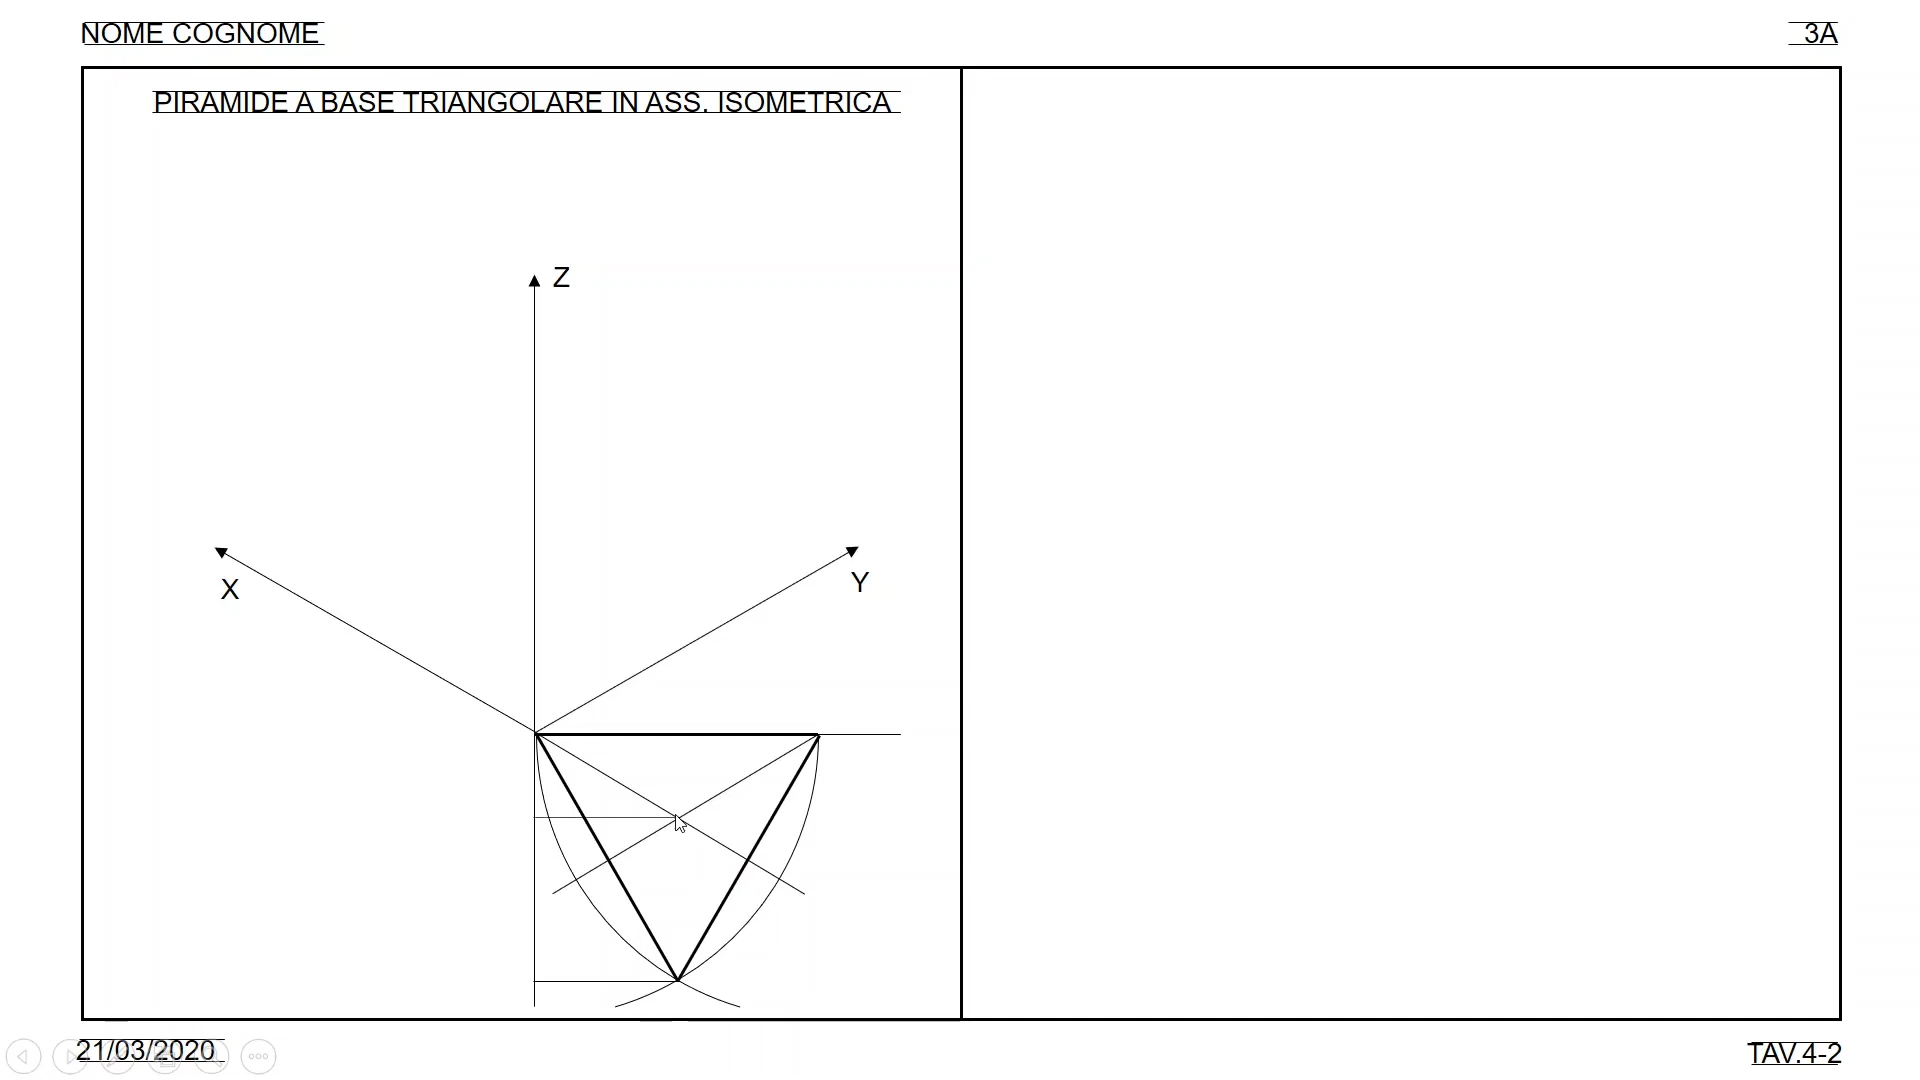 NOME COGNOME
3A
PIRAMIDE A BASE TRIANGOLARE IN ASS. ISOMETRICA
Z
X
Y
21/03/2020
TAV.4-2